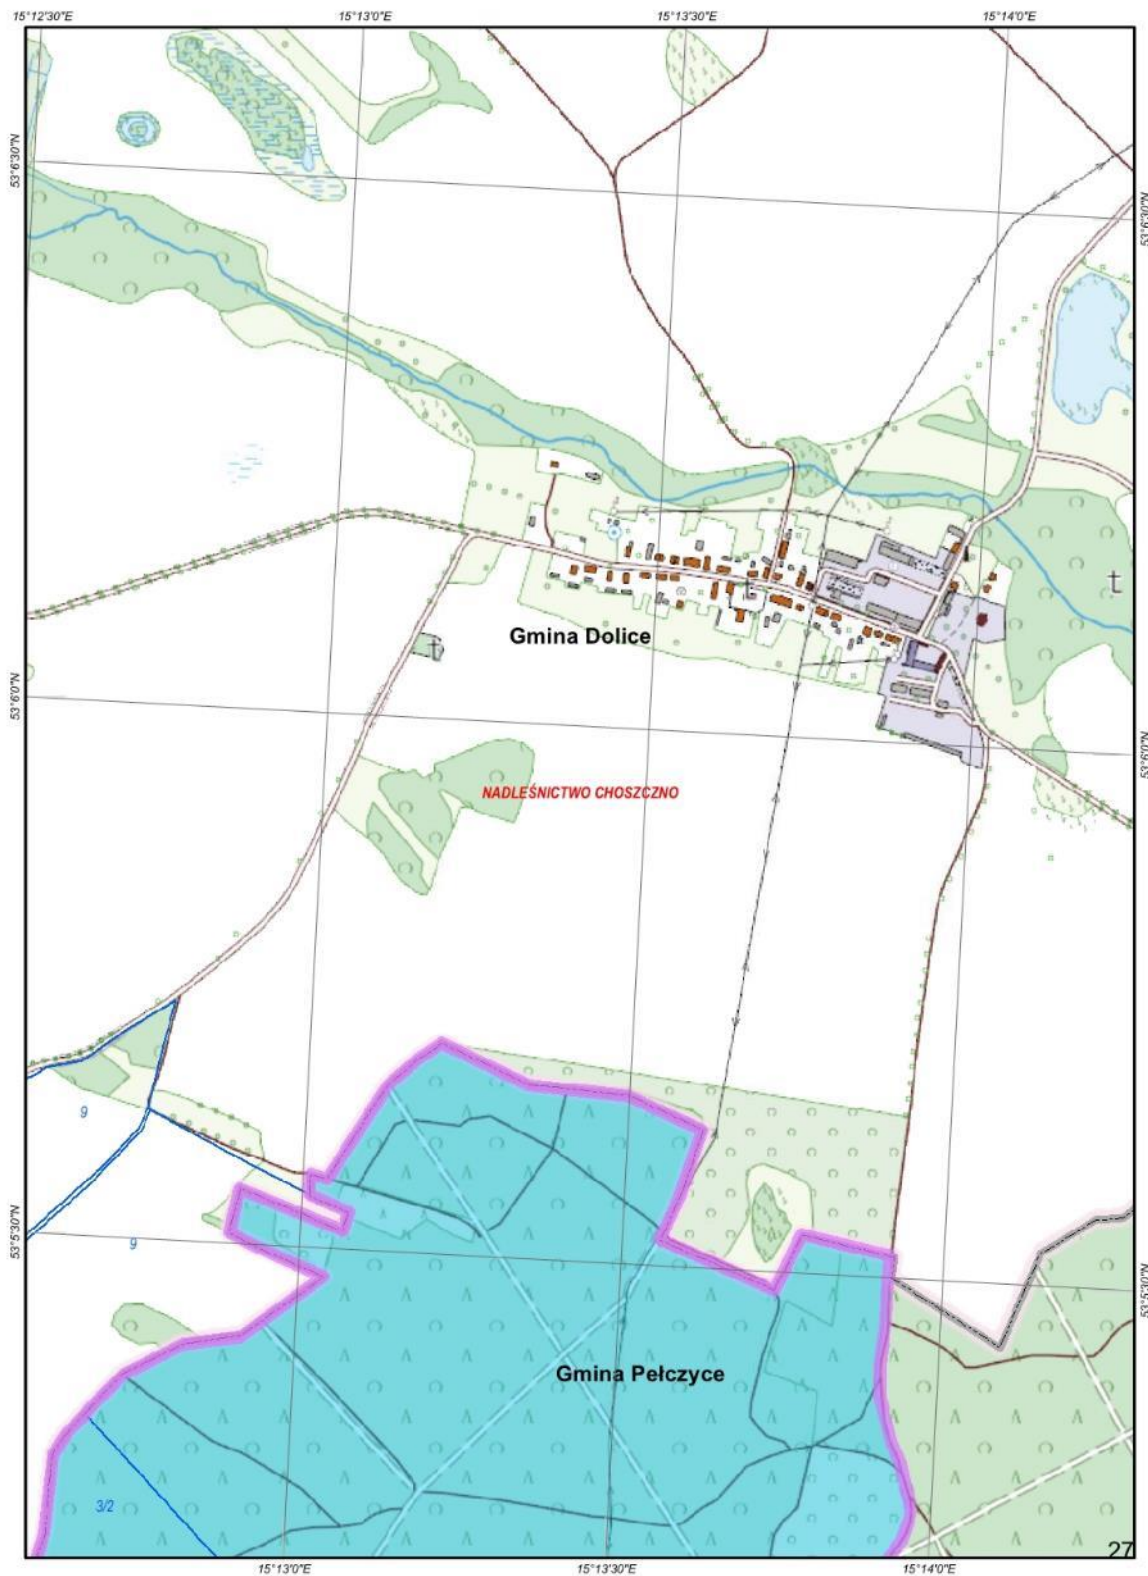 15°12'30"E 15°13'0"E 15°13'30"E 15°14'0"E
53°6'30"N
53°6'30"N
t
Gmina Dolice
53°6'0"N
53°6'0"N
NADLEŚNICTWO CHOSZCZNO
9
9
53°5'30"N
53°5'30"N
Gmina Pełczyce
3/2
27
15°13'0"E 15°13'30"E 15°14'0"E